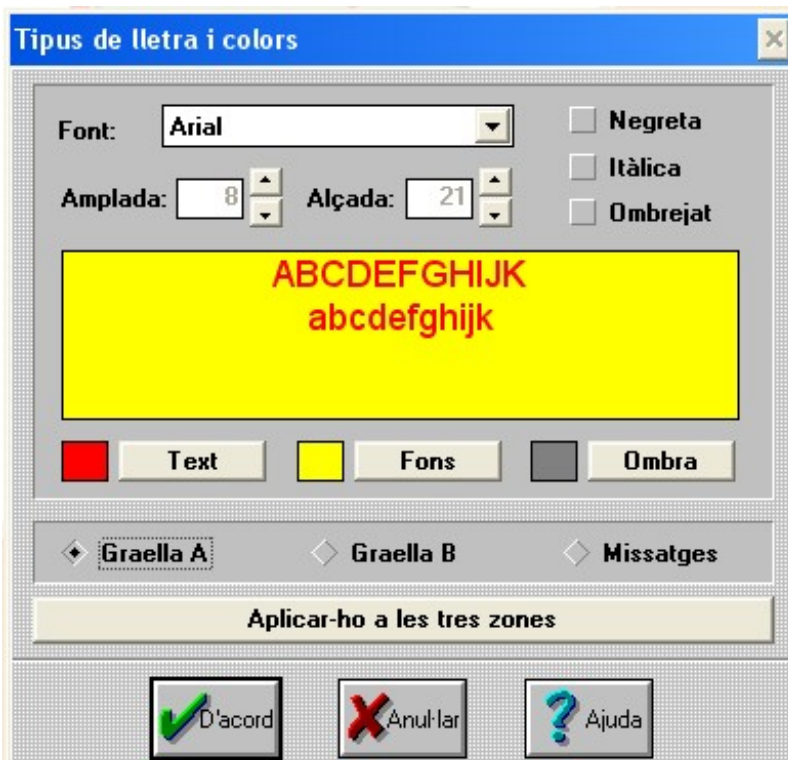 Tipus de lletra i colors
Font: Arial Negreta
Itàlica
Amplada: 8 Alçada: 21 Ombrejat
ABCDEFGHIJK
abcdefghijk
Text Fons Ombra
Graella A Graella B Missatges
Aplicar-ho a les tres zones
D'acord Anul·lar Ajuda